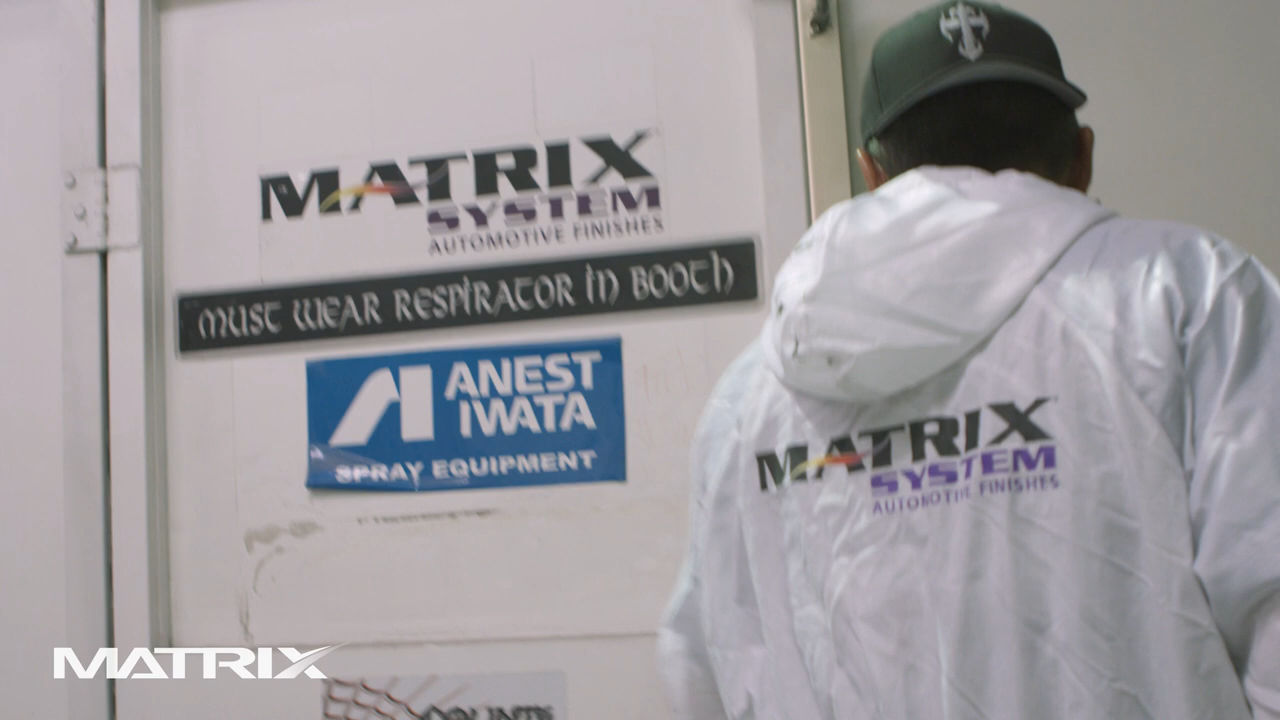 MATRIX
SYSTEM
AUTOMOTIVE FINISHES
MUST WEAR RESPIRATOR IN BOOTH
ANEST
IWATA
SPRAY EQUIPMENT
MATRIX
SYSTEM
AUTOMOTIVE FINISHES
MATRIX